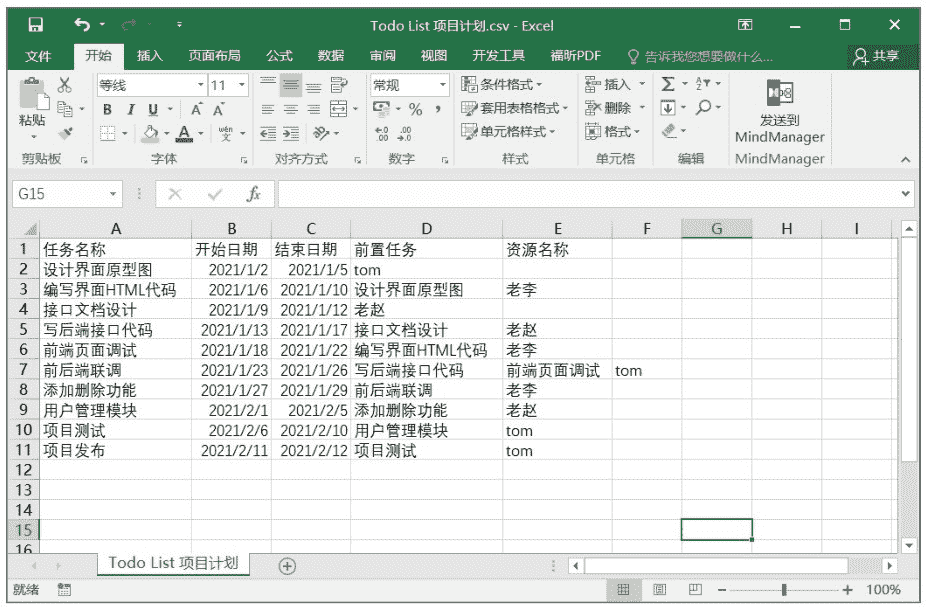 Todo List 项目计划.csv - Excel
文件 开始 插入 页面布局 公式 数据 审阅 视图 开发工具 福昕PDF 告诉我您想要做什么... 共享
等线 11 常规 条件格式 插入
B I U A A % , 套用表格格式 删除
粘贴 A wén 文 单元格样式 格式 发送到 MindManager
剪贴板 字体 对齐方式 数字 样式 单元格 编辑 MindManager
G15 fx
A B C D E F G H I
1 任务名称 开始日期 结束日期 前置任务 资源名称
2 设计界面原型图 2021/1/2 2021/1/5 tom
3 编写界面HTML代码 2021/1/6 2021/1/10 设计界面原型图 老李
4 接口文档设计 2021/1/9 2021/1/12 老赵
5 写后端接口代码 2021/1/13 2021/1/17 接口文档设计 老赵
6 前端页面调试 2021/1/18 2021/1/22 编写界面HTML代码 老李
7 前后端联调 2021/1/23 2021/1/26 写后端接口代码 前端页面调试 tom
8 添加删除功能 2021/1/27 2021/1/29 前后端联调 老李
9 用户管理模块 2021/2/1 2021/2/5 添加删除功能 老赵
10 项目测试 2021/2/6 2021/2/10 用户管理模块 tom
11 项目发布 2021/2/11 2021/2/12 项目测试 tom
12
13
14
15
16
Todo List 项目计划
就绪 100%